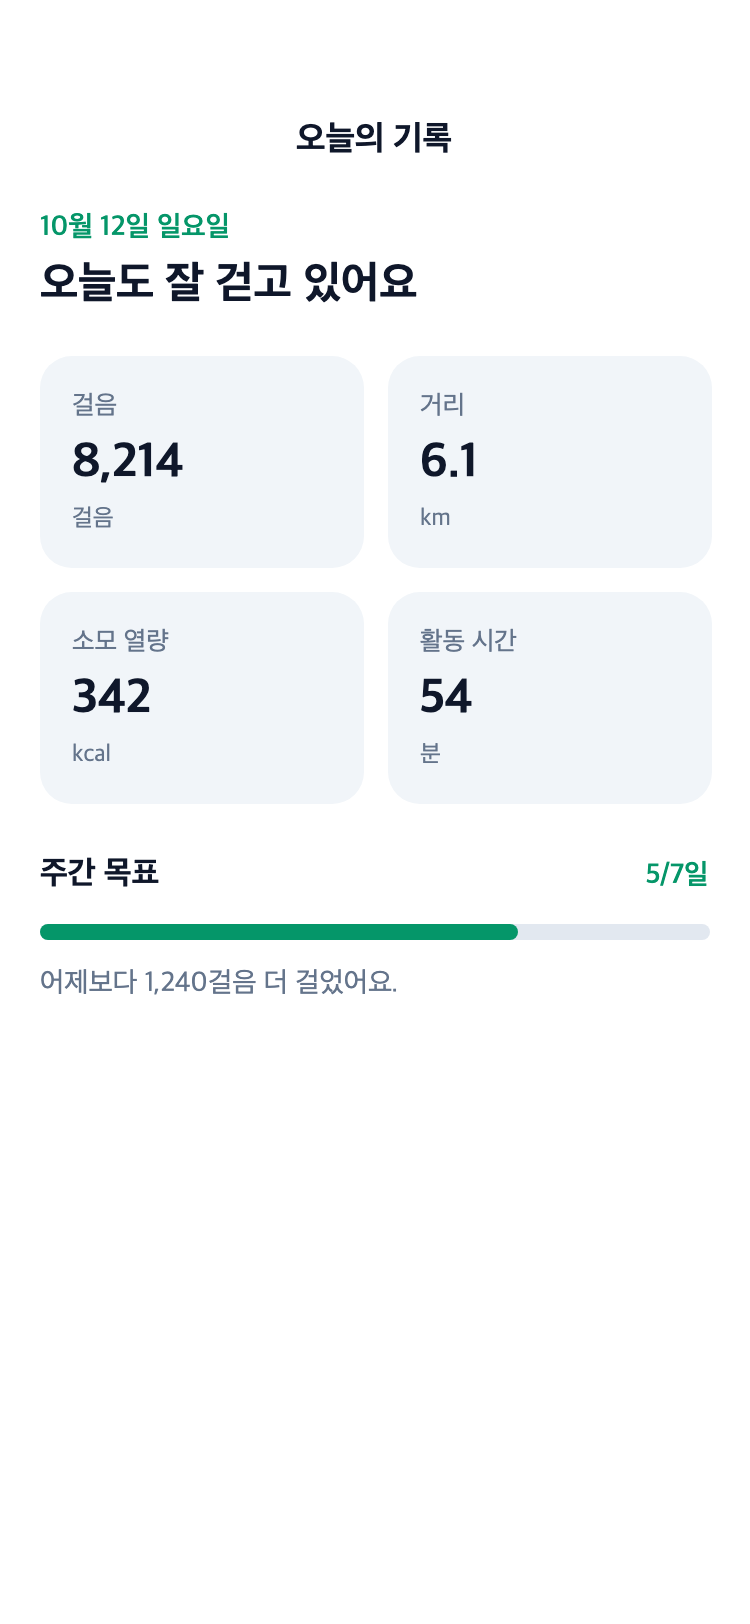 오늘의 기록
10월 12일 일요일
오늘도 잘 걷고 있어요
걸음
8,214
걸음
거리
6.1
km
소모 열량
342
kcal
활동 시간
54
분
주간 목표
5/7일
어제보다 1,240걸음 더 걸었어요.